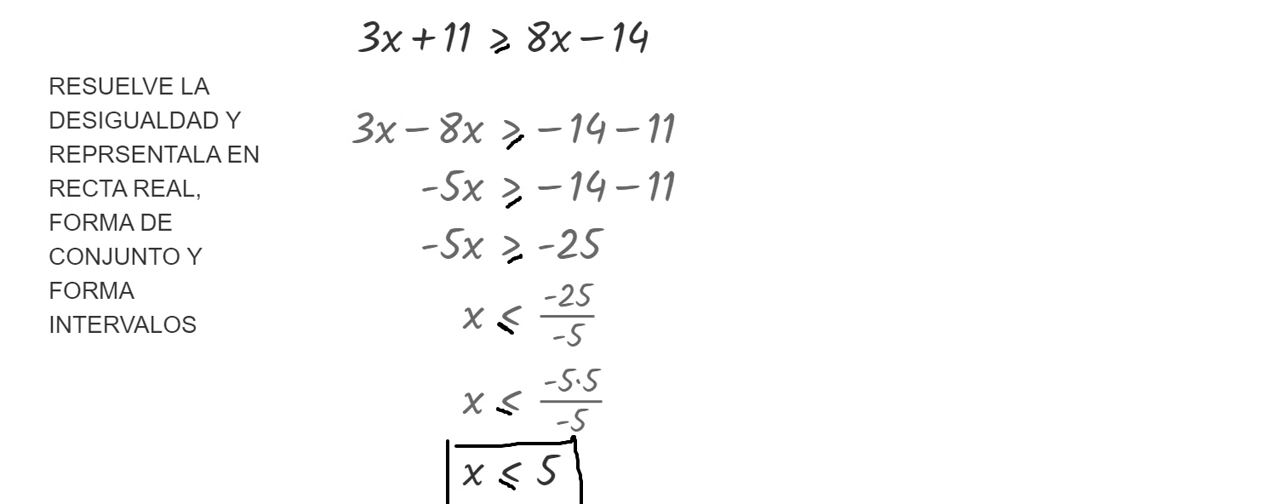 3x + 11 ⩾ 8x − 14
RESUELVE LA
DESIGUALDAD Y
REPRSENTALA EN
RECTA REAL,
FORMA DE
CONJUNTO Y
FORMA
INTERVALOS
3x − 8x ⩾ − 14 − 11
-5x ⩾ − 14 − 11
-5x ⩾ -25
x ⩽ -25/-5
x ⩽ -5·5/-5
x ⩽ 5